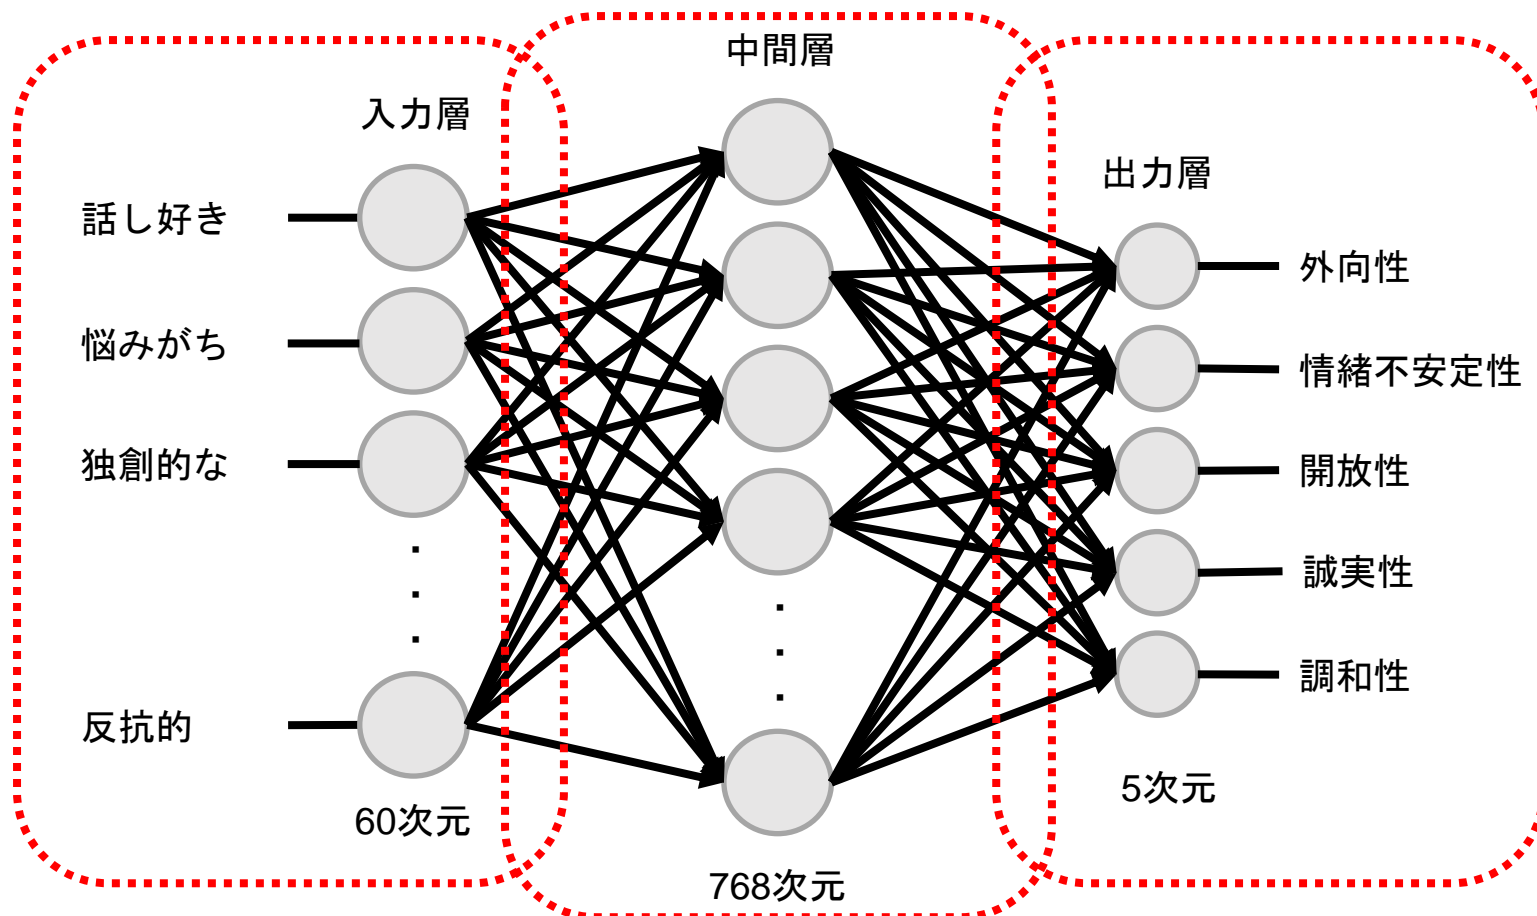 中間層
入力層
出力層
話し好き
悩みがち
独創的な
反抗的
外向性
情緒不安定性
開放性
誠実性
調和性
60次元
768次元
5次元